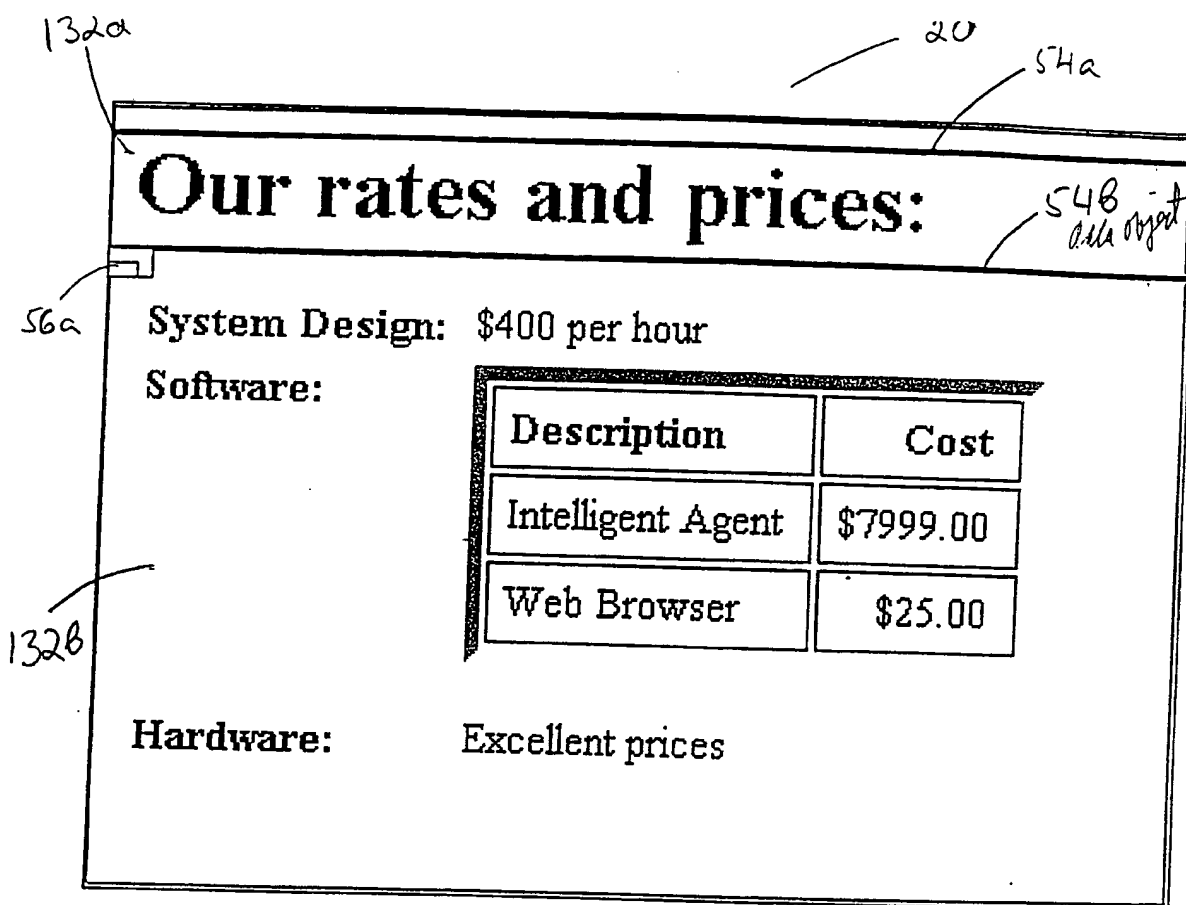 132a
20
54a
Our rates and prices:
54B
object
56a
System Design: $400 per hour
Software:
Description Cost
Intelligent Agent $7999.00
Web Browser $25.00
132B
Hardware: Excellent prices